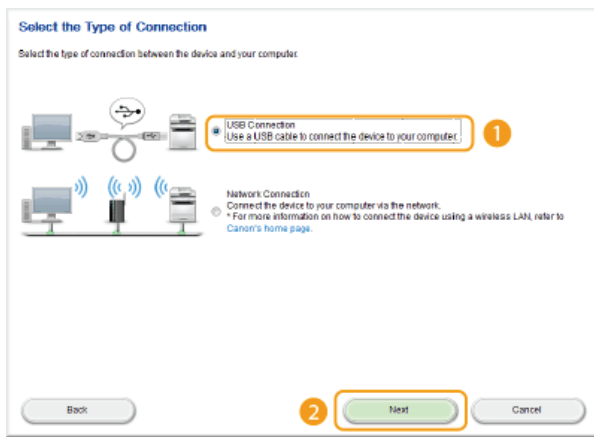 Select the Type of Connection
Select the type of connection between the device and your computer.
USB Connection
Use a USB cable to connect the device to your computer.
1
Network Connection
Connect the device to your computer via the network.
* For more information on how to connect the device using a wireless LAN, refer to
Canon's home page.
Back
2
Next
Cancel